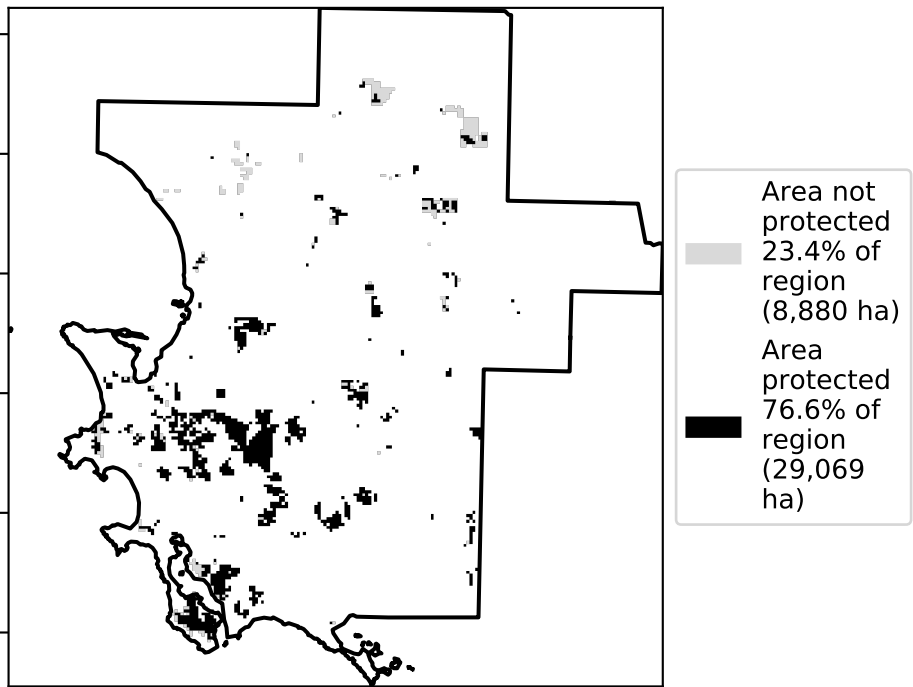 Area not
protected
23.4% of
region
(8,880 ha)
Area
protected
76.6% of
region
(29,069
ha)